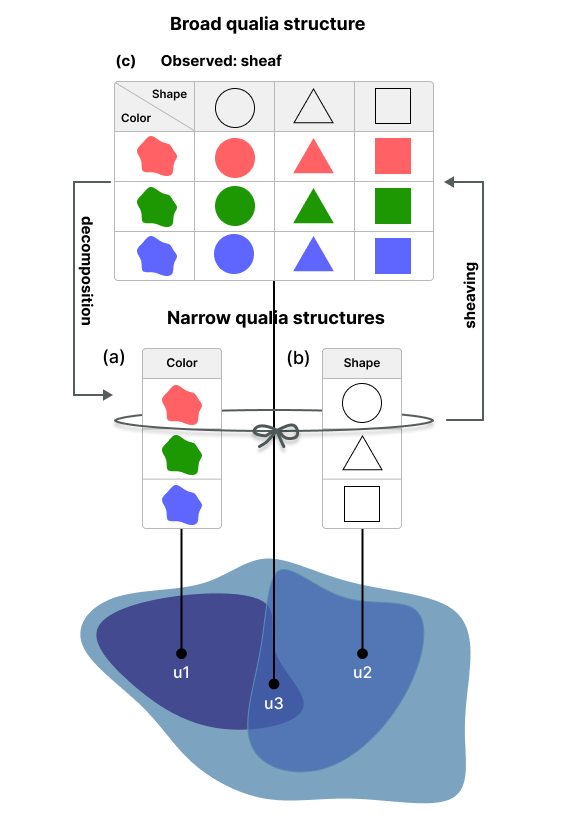 Broad qualia structure
(c) Observed: sheaf
Shape
Color
decomposition
sheaving
Narrow qualia structures
(a)
Color
(b)
Shape
u1
u2
u3